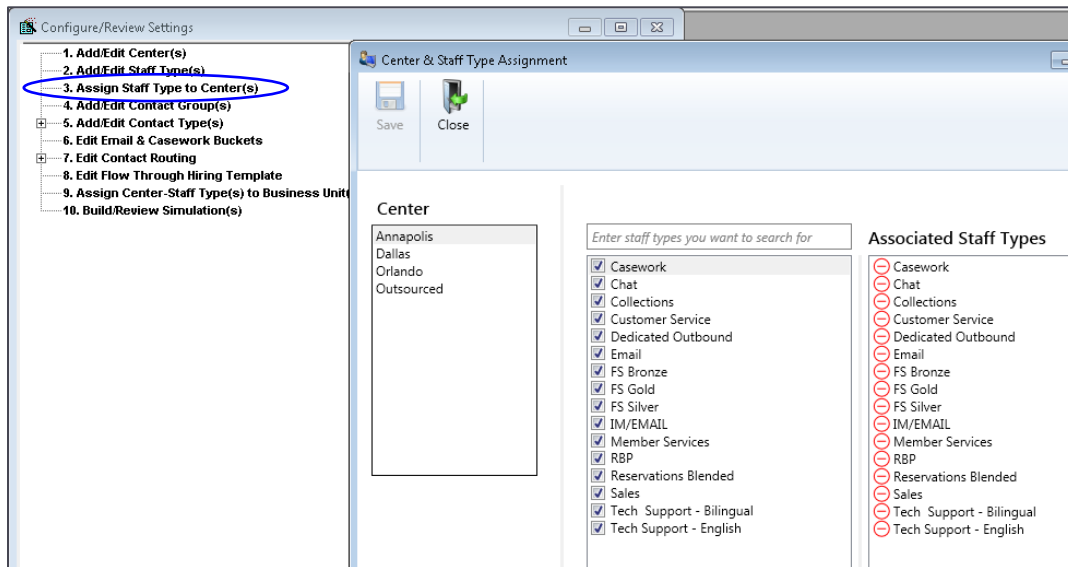 Configure/Review Settings
1. Add/Edit Center(s)
2. Add/Edit Staff Type(s)
3. Assign Staff Type to Center(s)
4. Add/Edit Contact Group(s)
5. Add/Edit Contact Type(s)
6. Edit Email & Casework Buckets
7. Edit Contact Routing
8. Edit Flow Through Hiring Template
9. Assign Center-Staff Type(s) to Business Unit(
10. Build/Review Simulation(s)
Center & Staff Type Assignment
Save
Close
Center
Annapolis
Dallas
Orlando
Outsourced
Enter staff types you want to search for
Casework
Chat
Collections
Customer Service
Dedicated Outbound
Email
FS Bronze
FS Gold
FS Silver
IM/EMAIL
Member Services
RBP
Reservations Blended
Sales
Tech  Support - Bilingual
Tech Support - English
Associated Staff Types
Casework
Chat
Collections
Customer Service
Dedicated Outbound
Email
FS Bronze
FS Gold
FS Silver
IM/EMAIL
Member Services
RBP
Reservations Blended
Sales
Tech  Support - Bilingual
Tech Support - English